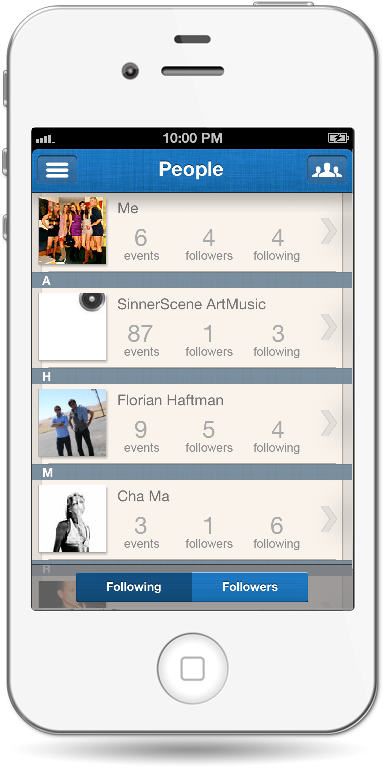 10:00 PM
People
Me
6 4 4
events followers following
A
SinnerScene ArtMusic
87 1 3
events followers following
H
Florian Haftman
9 5 4
events followers following
M
Cha Ma
3 1 6
events followers following
R
Following Followers